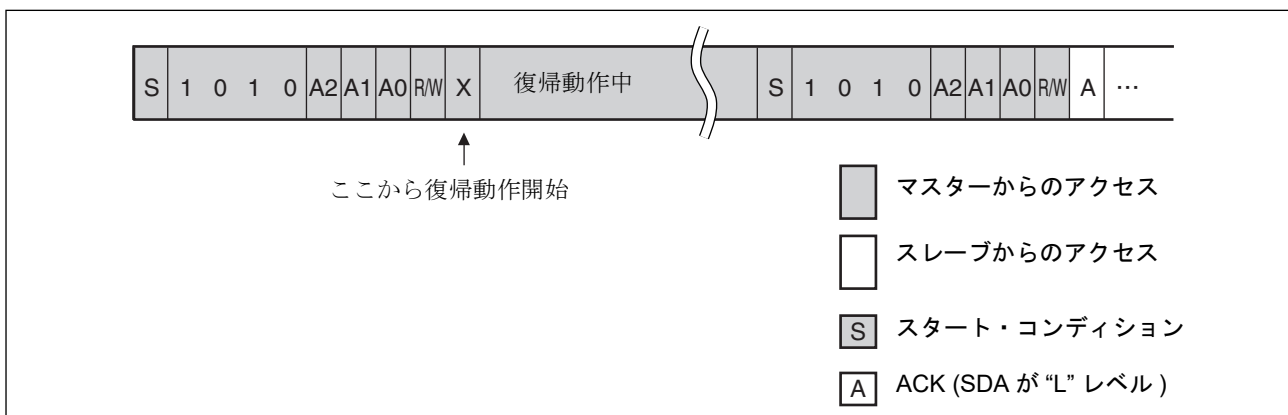 S 1 0 1 0 A2 A1 A0 R/W X 復帰動作中 S 1 0 1 0 A2 A1 A0 R/W A …
ここから復帰動作開始
マスターからのアクセス
スレーブからのアクセス
S スタート・コンディション
A ACK (SDA が “L” レベル )